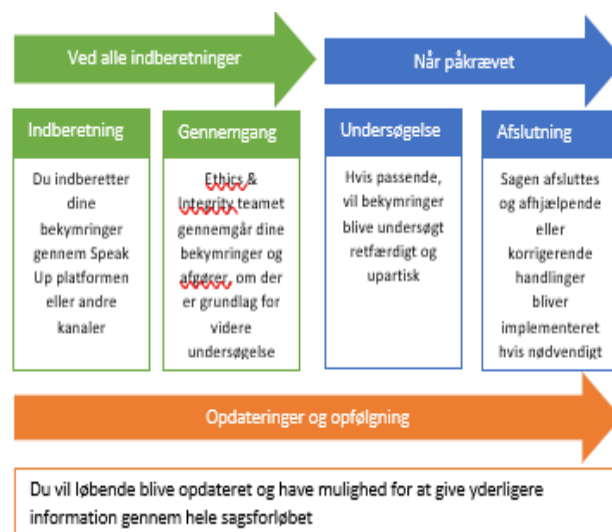 Ved alle indberetninger
Når påkrævet
Indberetning
Du indberetter
dine
bekymringer
gennem Speak
Up platformen
eller andre
kanaler
Gennemgang
Ethics &
Integrity teamet
gennemgår dine
bekymringer og
afgører, om der
er grundlag for
videre
undersøgelse
Undersøgelse
Hvis passende,
vil bekymringer
blive undersøgt
retfærdigt og
upartisk
Afslutning
Sagen afsluttes
og afhjælpende
eller
korrigerende
handlinger
bliver
implementeret
hvis nødvendigt
Opdateringer og opfølgning
Du vil løbende blive opdateret og have mulighed for at give yderligere
information gennem hele sagsforløbet